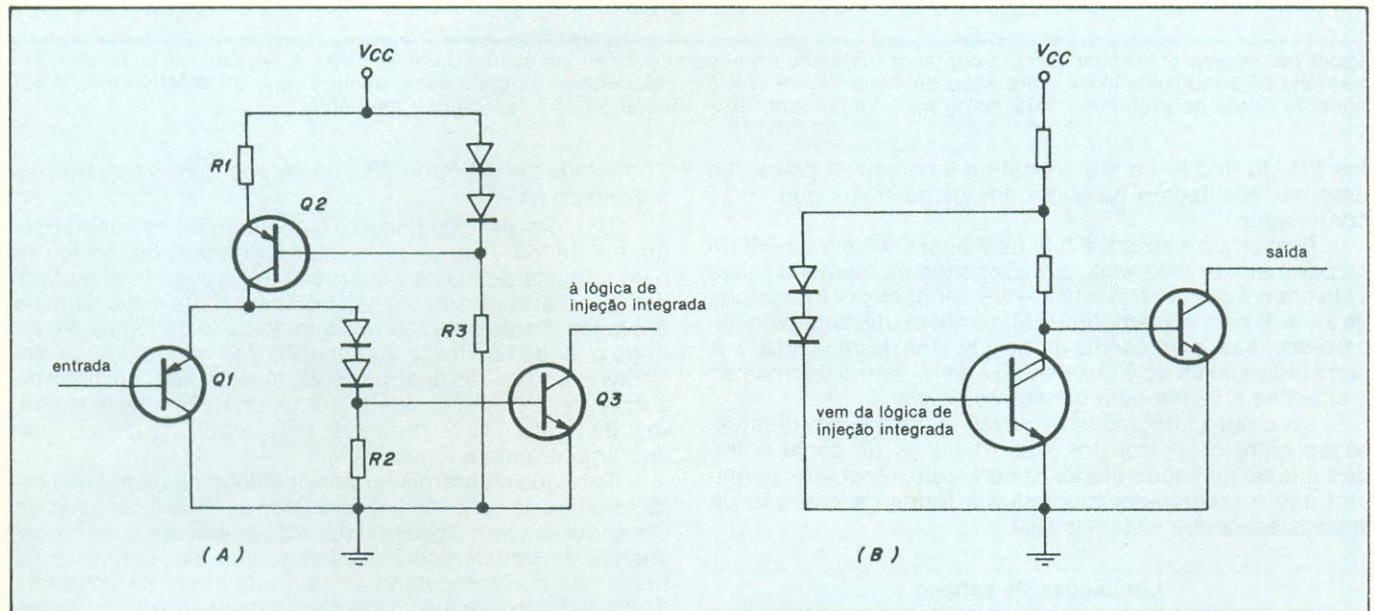 VCC
R1
Q2
entrada
Q1
R3
R2
à lógica de
injeção integrada
Q3
(A)
VCC
saída
vem da lógica de
injeção integrada
(B)